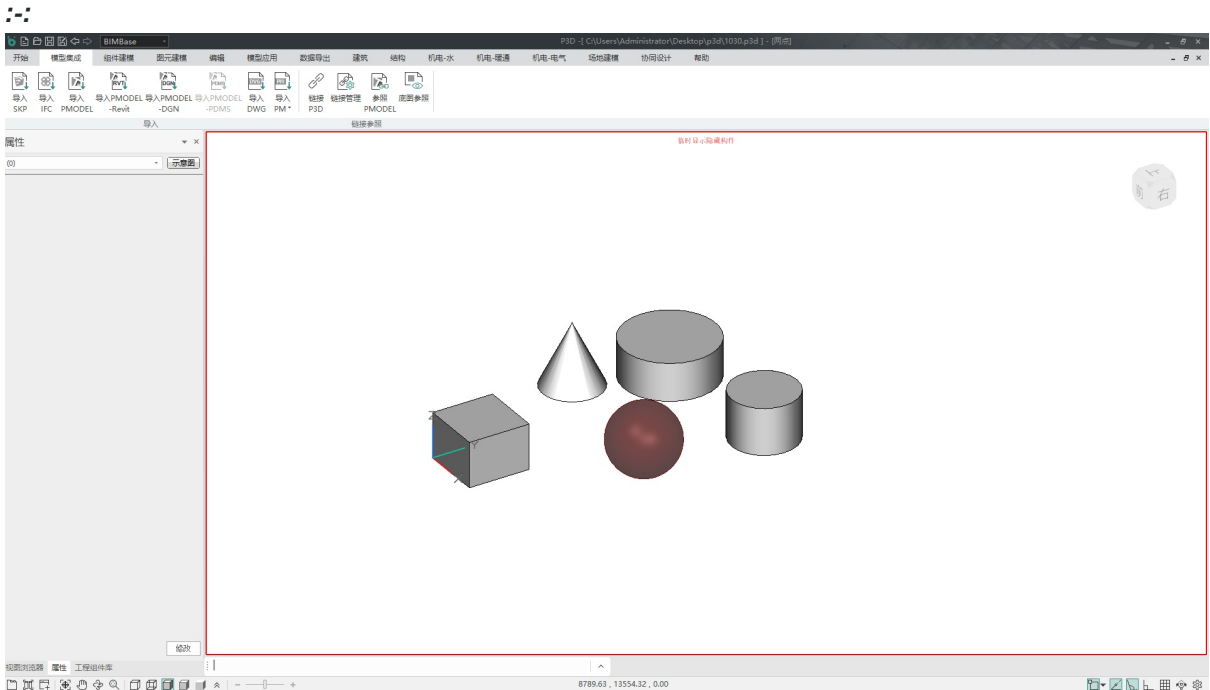 :-:
BIMBase
P3D -[ C:\Users\Administrator\Desktop\p3d\1030.p3d ] - [两点]
开始 模型集成 组件建模 图元建模 编辑 模型应用 数据导出 建筑 结构 机电-水 机电-暖通 机电-电气 场地建模 协同设计 帮助
RVT DGN PDMS DWG
导入 导入 导入 导入PMODEL 导入PMODEL 导入PMODEL 导入 导入 链接 链接管理 参照 底图参照
SKP IFC PMODEL -Revit -DGN -PDMS DWG PM* P3D PMODEL
导入 链接参照
属性
临时显示隐藏构件
(0) 示意图
上
前 右
Z
Y
X
修改
视图浏览器 属性 工程组件库
8789.63 , 13554.32 , 0.00